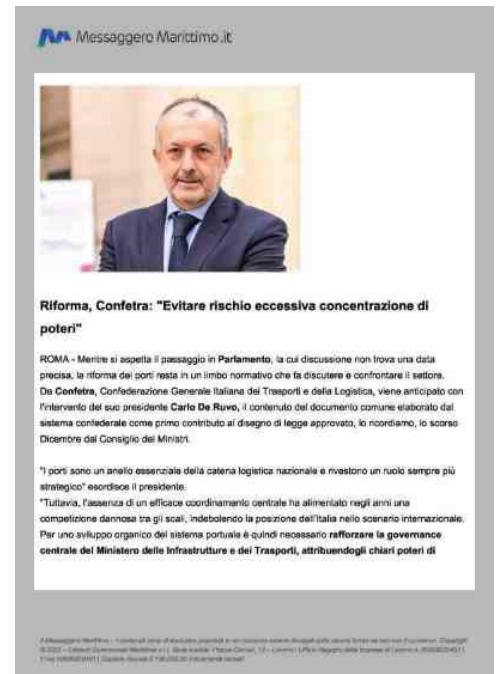 Messaggero Marittimo.it
Riforma, Confetra: "Evitare rischio eccessiva concentrazione di
poteri"
ROMA - Mentre si aspetta il passaggio in Parlamento, la cui discussione non trova una data
precisa, la riforma dei porti resta in un limbo normativo che fa discutere e confrontare il settore.
Da Confetra, Confederazione Generale Italiana dei Trasporti e della Logistica, viene anticipato con
l'intervento del suo presidente Carlo De Ruvo, il contenuto del documento comune elaborato dal
sistema confederale come primo contributo al disegno di legge approvato, lo ricordiamo, lo scorso
Dicembre dal Consiglio dei Ministri.
"I porti sono un anello essenziale della catena logistica nazionale e rivestono un ruolo sempre più
strategico" esordisce il presidente.
"Tuttavia, l'assenza di un efficace coordinamento centrale ha alimentato negli anni una
competizione dannosa tra gli scali, indebolendo la posizione dell'Italia nello scenario internazionale.
Per uno sviluppo organico del sistema portuale è quindi necessario rafforzare la governance
centrale del Ministero delle Infrastrutture e dei Trasporti, attribuendogli chiari poteri di